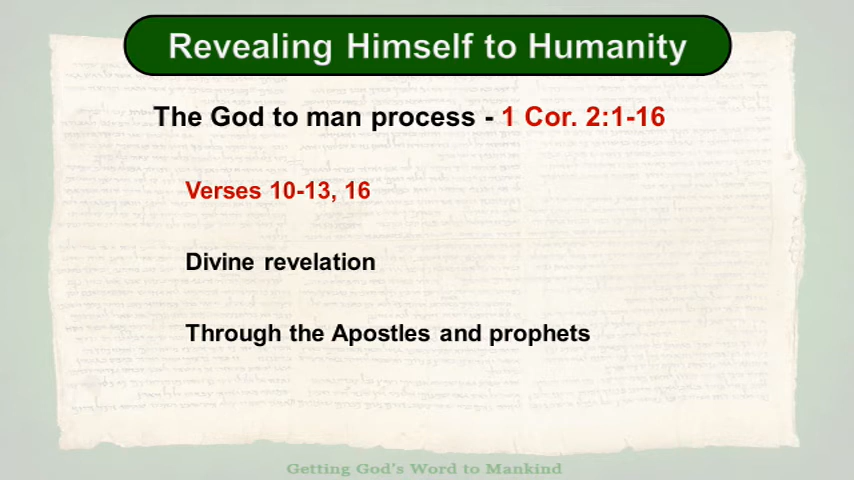 Revealing Himself to Humanity
The God to man process - 1 Cor. 2:1-16
Verses 10-13, 16
Divine revelation
Through the Apostles and prophets
Getting God's Word to Mankind